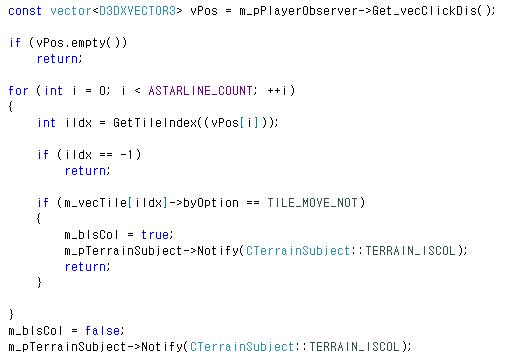 const vector<D3DXVECTOR3> vPos = m_pPlayerObserver->Get_vecClickDis();
if (vPos.empty())
return;
for (int i = 0; i < ASTARLINE_COUNT; ++i)
{
int iIdx = GetTileIndex((vPos[i]));
if (iIdx == -1)
return;
if (m_vecTile[iIdx]->byOption == TILE_MOVE_NOT)
{
m_bIsCol = true;
m_pTerrainSubject->Notify(CTerrainSubject::TERRAIN_ISCOL);
return;
}
}
m_bIsCol = false;
m_pTerrainSubject->Notify(CTerrainSubject::TERRAIN_ISCOL);